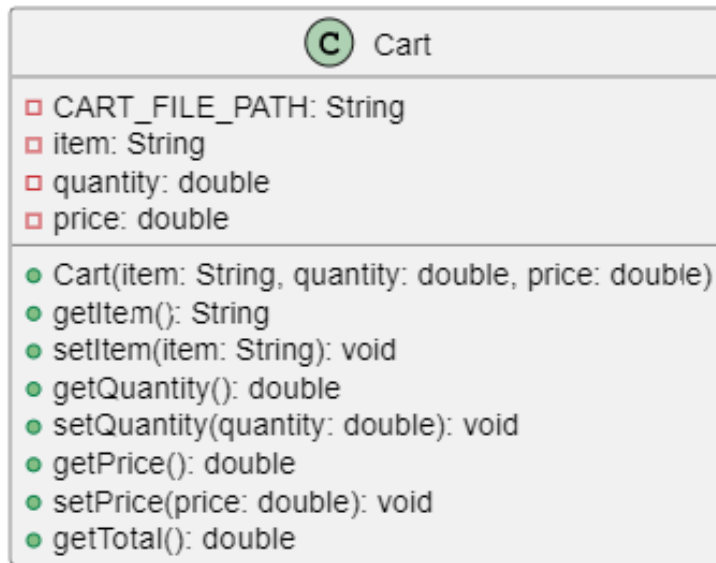 C Cart
CART_FILE_PATH: String
item: String
quantity: double
price: double
Cart(item: String, quantity: double, price: double)
getItem(): String
setItem(item: String): void
getQuantity(): double
setQuantity(quantity: double): void
getPrice(): double
setPrice(price: double): void
getTotal(): double